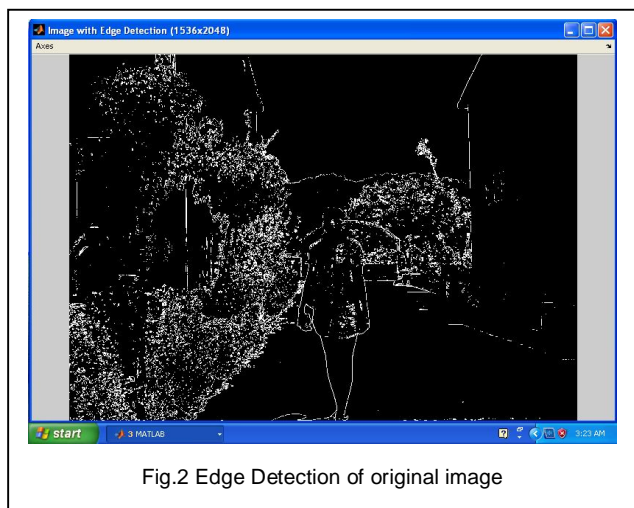 Image with Edge Detection (1536x2048)
Axes
start
3 MATLAB
?
3:23 AM
Fig.2 Edge Detection of original image